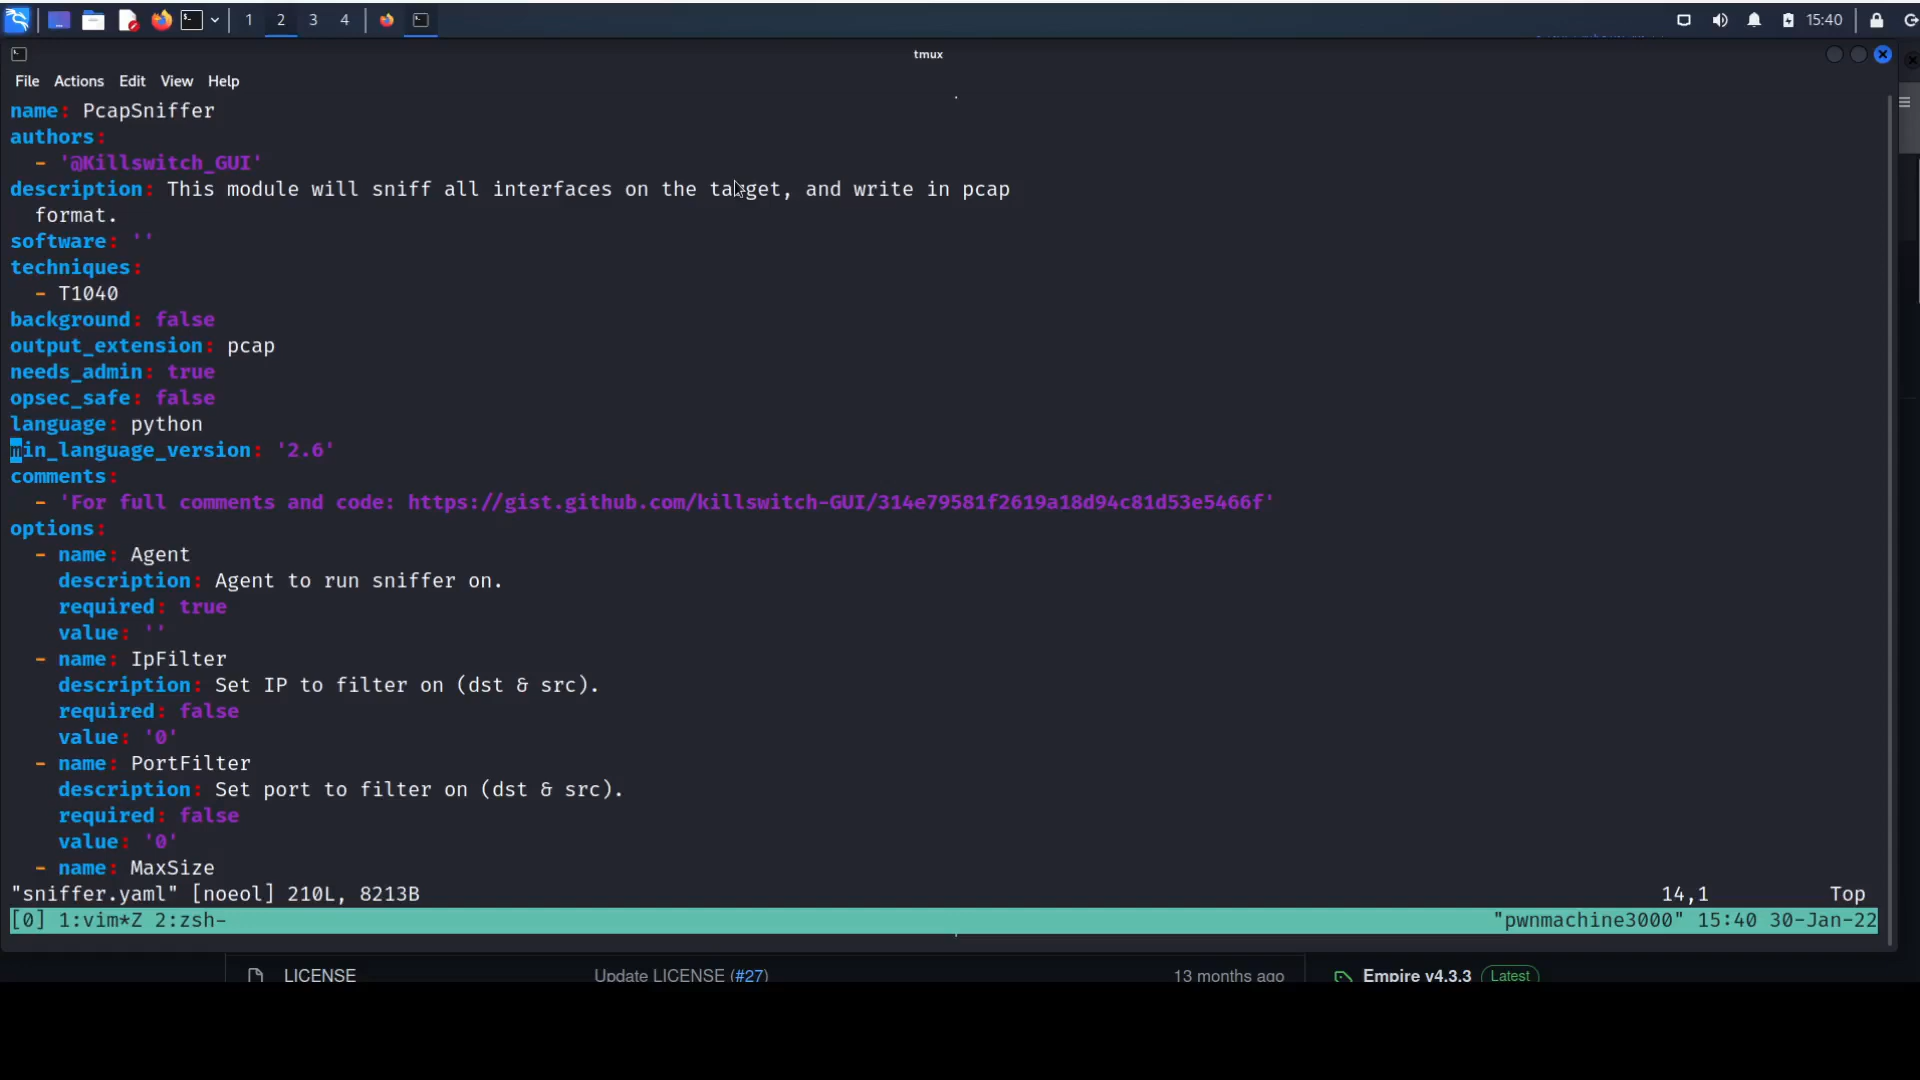 1 2 3 4 15:40
tmux
File Actions Edit View Help
name: PcapSniffer
authors:
- '@Killswitch_GUI'
description: This module will sniff all interfaces on the target, and write in pcap
format.
software: ''
techniques:
- T1040
background: false
output_extension: pcap
needs_admin: true
opsec_safe: false
language: python
min_language_version: '2.6'
comments:
- 'For full comments and code: https://gist.github.com/killswitch-GUI/314e79581f2619a18d94c81d53e5466f'
options:
- name: Agent
description: Agent to run sniffer on.
required: true
value: ''
- name: IpFilter
description: Set IP to filter on (dst & src).
required: false
value: '0'
- name: PortFilter
description: Set port to filter on (dst & src).
required: false
value: '0'
- name: MaxSize
"sniffer.yaml" [noeol] 210L, 8213B 14,1 Top
[0] 1:vim*Z 2:zsh- "pwnmachine3000" 15:40 30-Jan-22
LICENSE Update LICENSE (#27) 13 months ago Empire v4.3.3 Latest